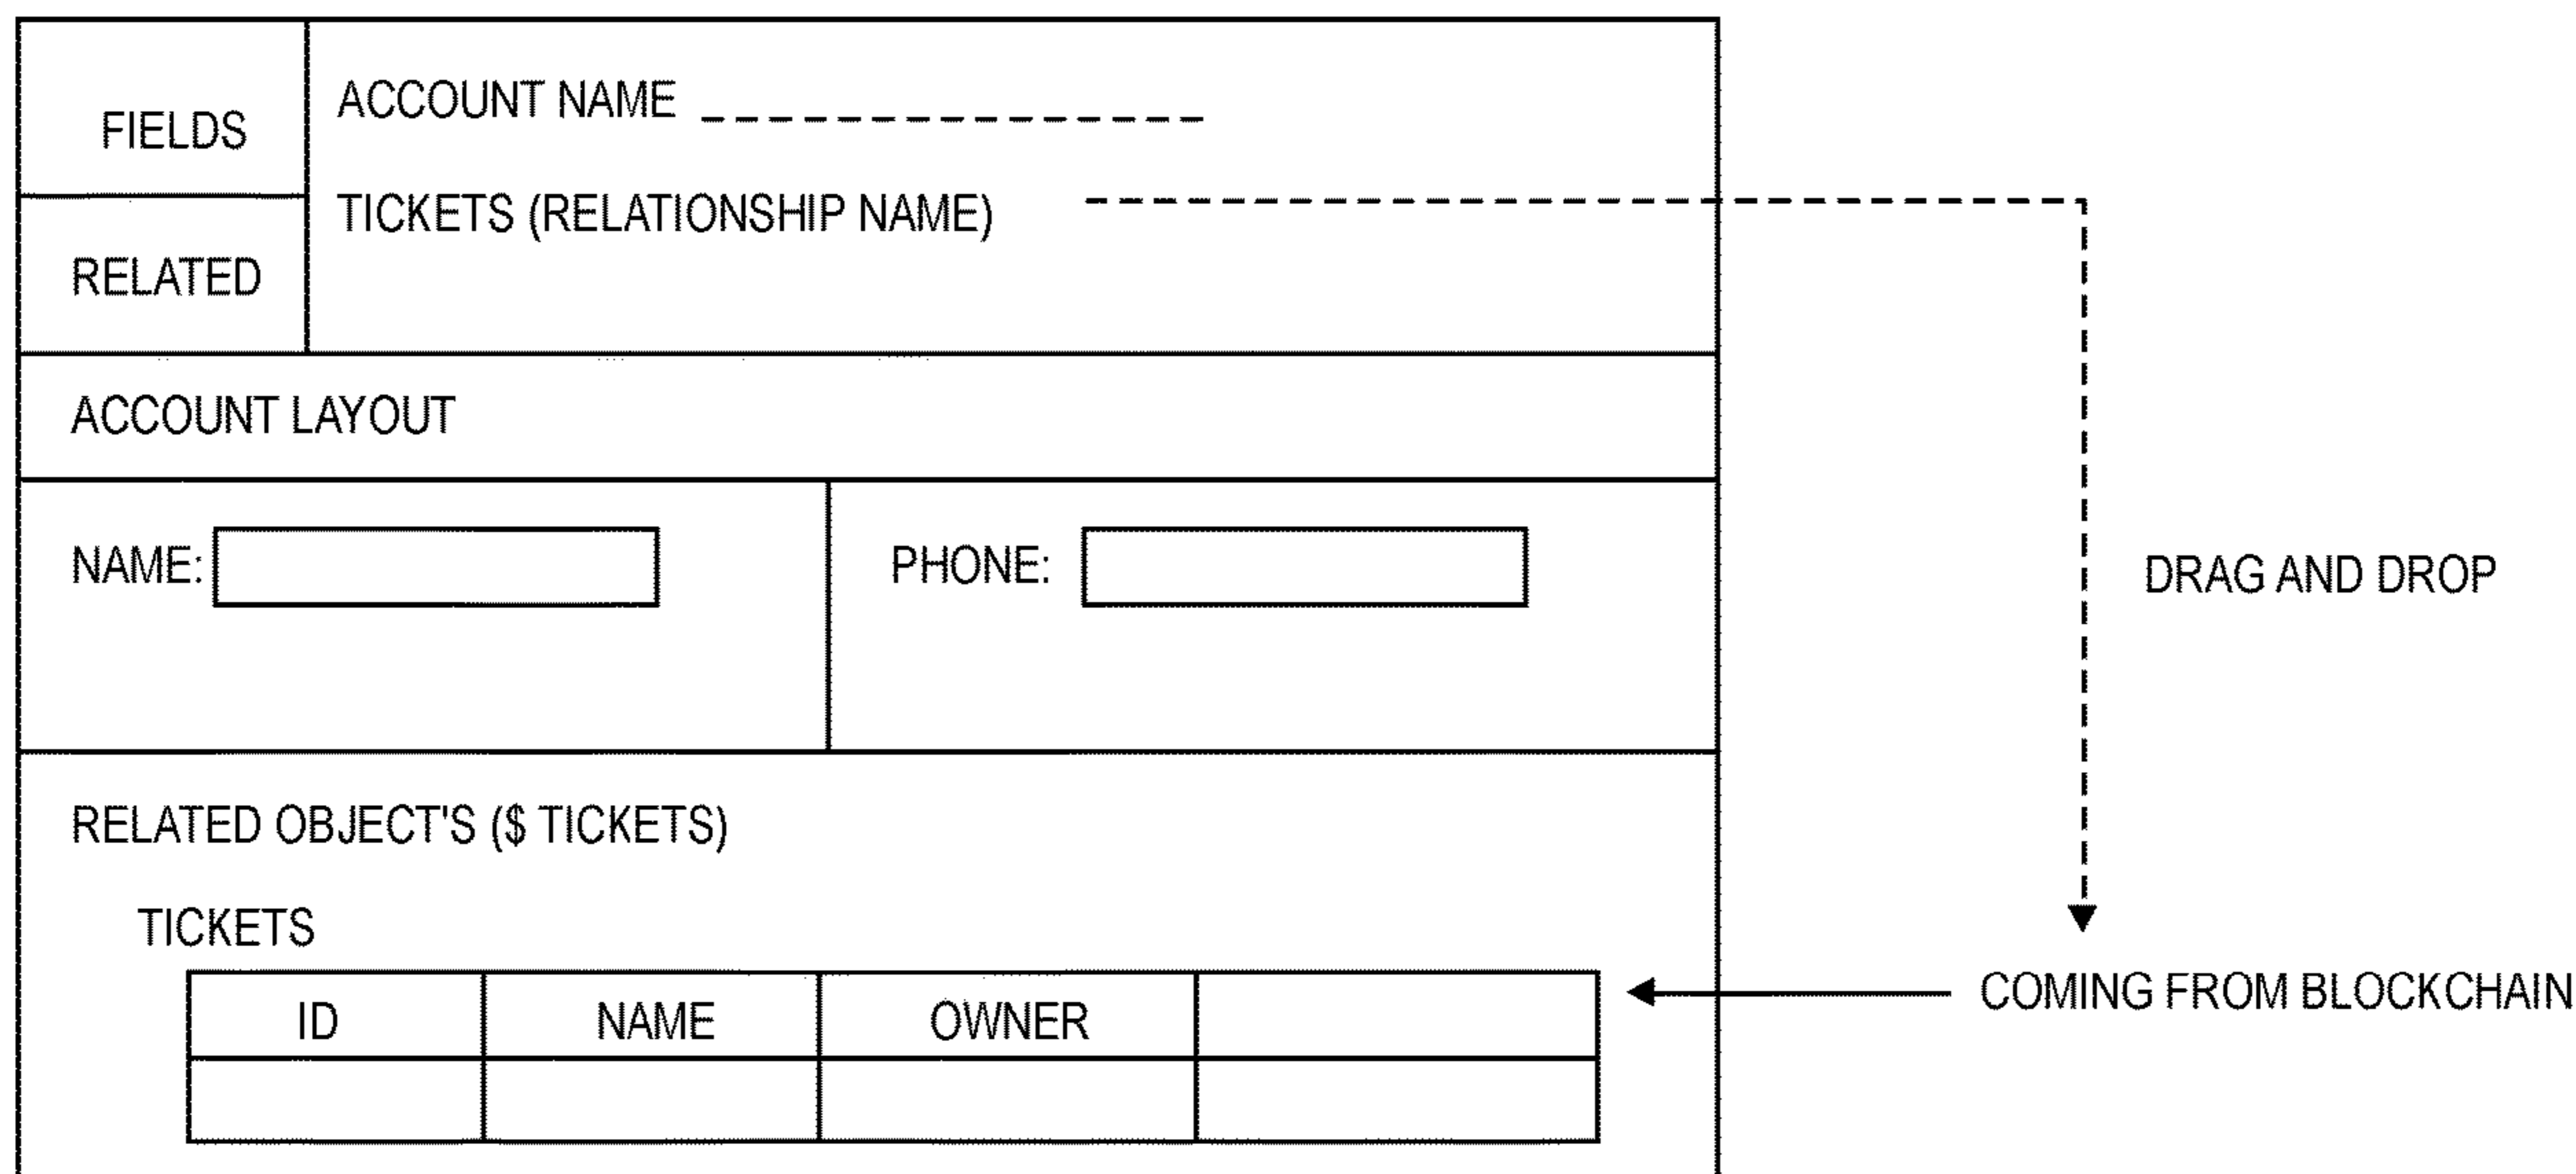 FIELDS
ACCOUNT NAME
TICKETS (RELATIONSHIP NAME)
RELATED
ACCOUNT LAYOUT
NAME:
PHONE:
DRAG AND DROP
RELATED OBJECT'S ($ TICKETS)
TICKETS
ID NAME OWNER
COMING FROM BLOCKCHAIN